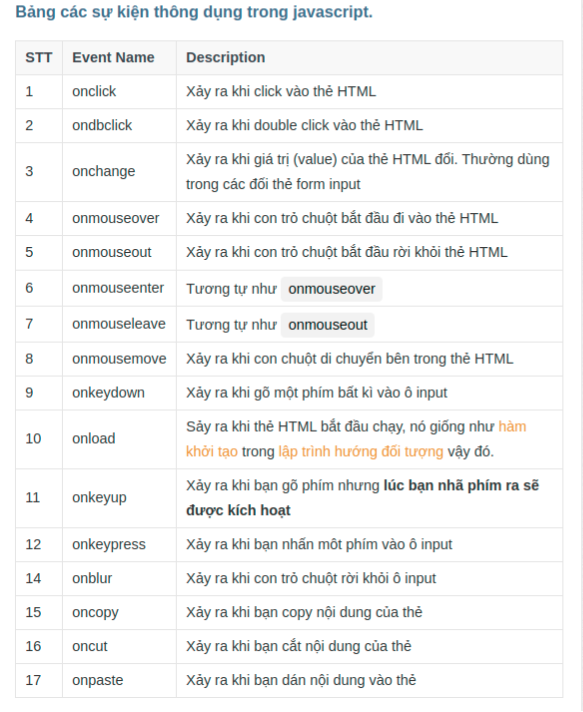 Bảng các sự kiện thông dụng trong javascript.
STT Event Name Description
1 onclick Xảy ra khi click vào thẻ HTML
2 ondbclick Xảy ra khi double click vào thẻ HTML
3 onchange Xảy ra khi giá trị (value) của thẻ HTML đổi. Thường dùng
trong các đối thẻ form input
4 onmouseover Xảy ra khi con trỏ chuột bắt đầu đi vào thẻ HTML
5 onmouseout Xảy ra khi con trỏ chuột bắt đầu rời khỏi thẻ HTML
6 onmouseenter Tương tự như onmouseover
7 onmouseleave Tương tự như onmouseout
8 onmousemove Xảy ra khi con chuột di chuyển bên trong thẻ HTML
9 onkeydown Xảy ra khi gõ một phím bất kì vào ô input
10 onload Sảy ra khi thẻ HTML bắt đầu chạy, nó giống như hàm
khởi tạo trong lập trình hướng đối tượng vậy đó.
11 onkeyup Xảy ra khi bạn gõ phím nhưng lúc bạn nhã phím ra sẽ
được kích hoạt
12 onkeypress Xảy ra khi bạn nhấn môt phím vào ô input
14 onblur Xảy ra khi con trỏ chuột rời khỏi ô input
15 oncopy Xảy ra khi bạn copy nội dung của thẻ
16 oncut Xảy ra khi bạn cắt nội dung của thẻ
17 onpaste Xảy ra khi bạn dán nội dung vào thẻ